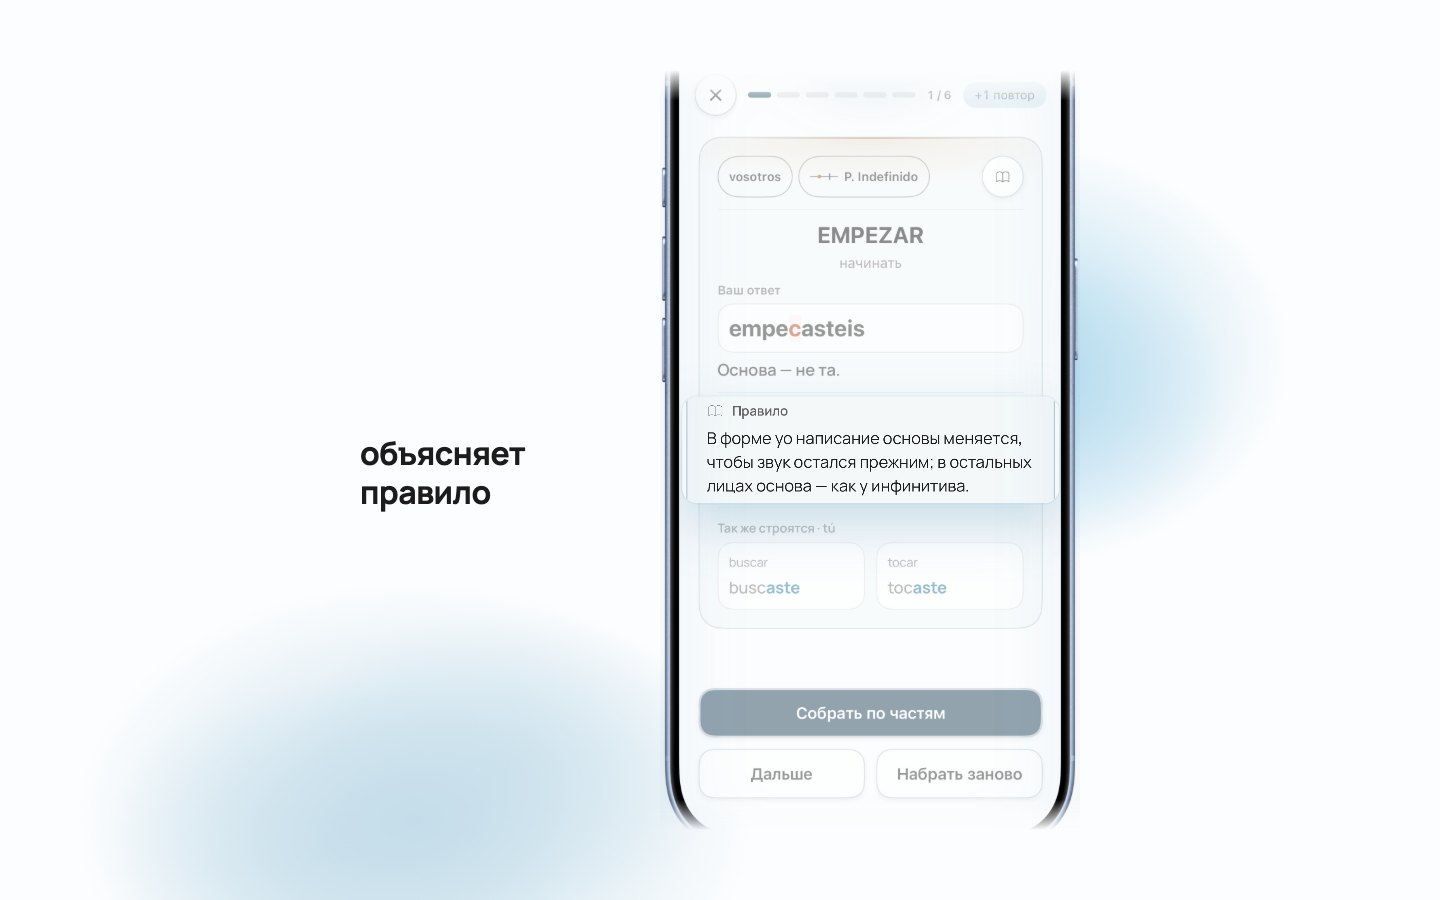 1 / 6
+1 повтор
vosotros
P. Indefinido
EMPEZAR
начинать
Ваш ответ
empecasteis
Основа — не та.
Правило
В форме yo написание основы меняется,
чтобы звук остался прежним; в остальных
лицах основа — как у инфинитива.
объясняет
правило
Так же строятся · tú
buscar
buscaste
tocar
tocaste
Собрать по частям
Дальше
Набрать заново